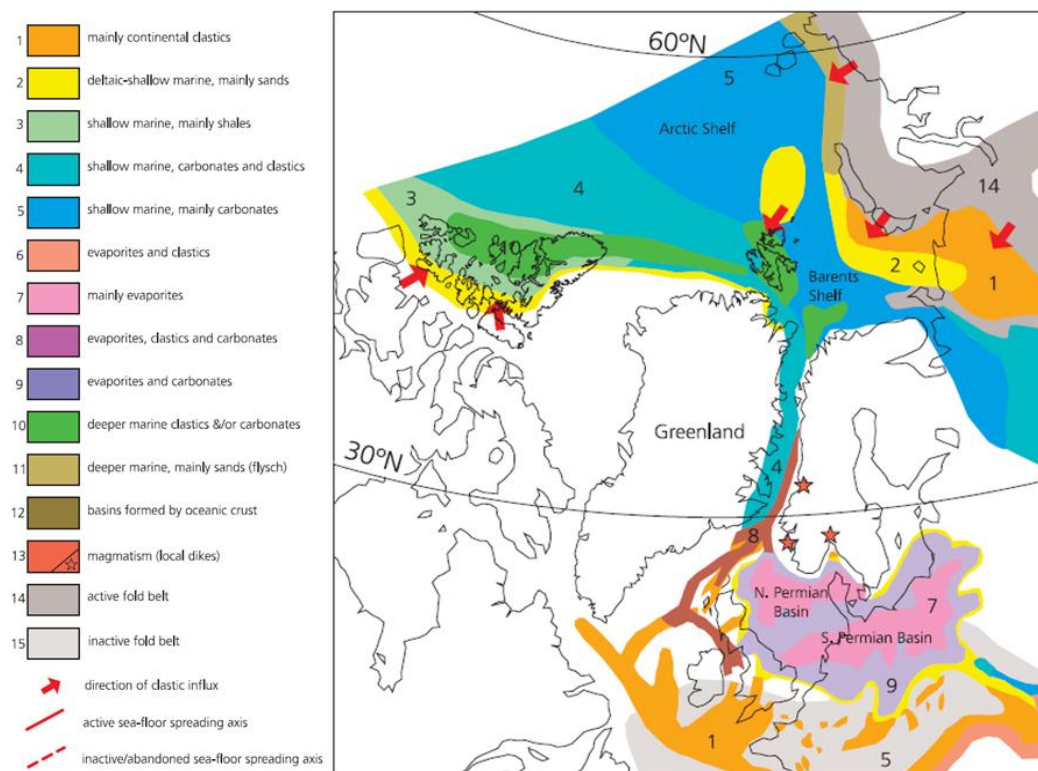 1 mainly continental clastics
2 deltaic-shallow marine, mainly sands
3 shallow marine, mainly shales
4 shallow marine, carbonates and clastics
5 shallow marine, mainly carbonates
6 evaporites and clastics
7 mainly evaporites
8 evaporites, clastics and carbonates
9 evaporites and carbonates
10 deeper marine clastics &/or carbonates
11 deeper marine, mainly sands (flysch)
12 basins formed by oceanic crust
13 magmatism (local dikes)
14 active fold belt
15 inactive fold belt
direction of clastic influx
active sea-floor spreading axis
inactive/abandoned sea-floor spreading axis
60°N
5
Arctic Shelf
14
3
4
2
Barents
Shelf
1
Greenland
30°N
4
8
N. Permian
Basin
7
S. Permian Basin
9
1
5